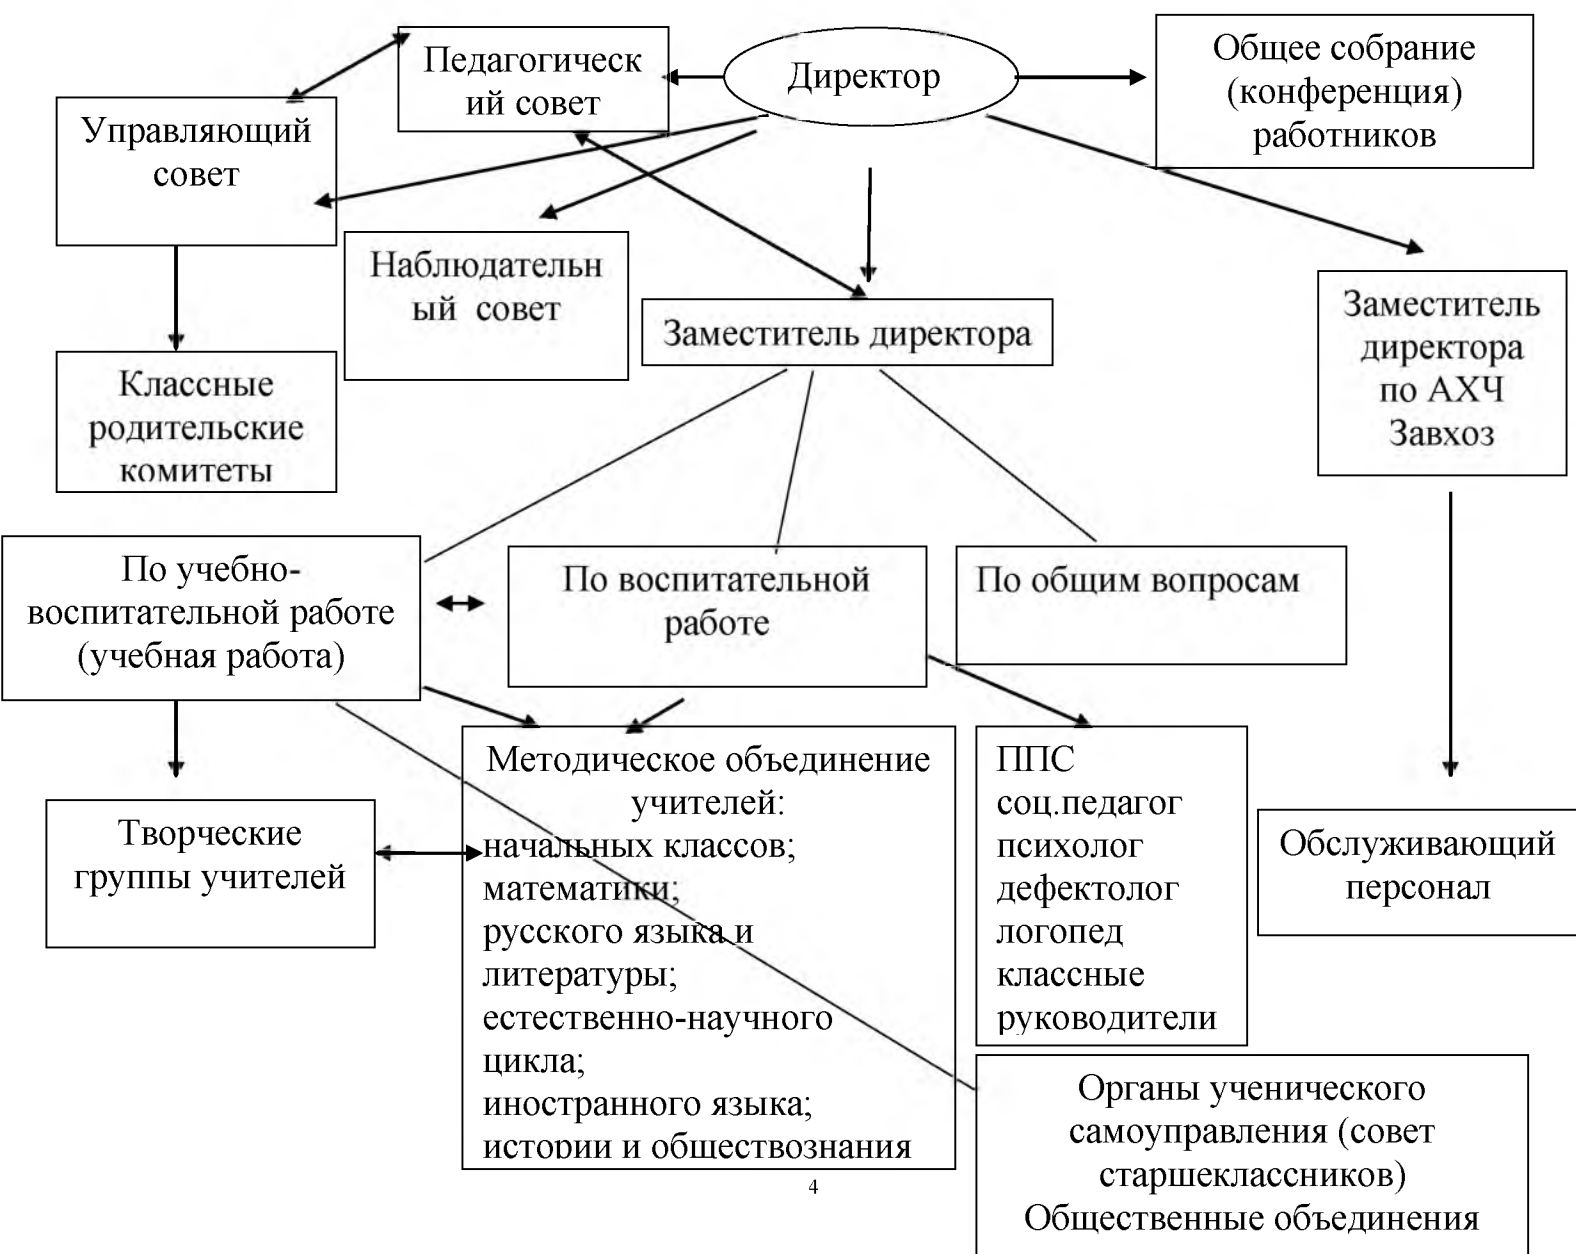 Педагогическ
ий совет
Директор
Общее собрание
(конференция)
работников
Управляющий
совет
Наблюдательн
ый совет
Заместитель директора
Заместитель
директора
по АХЧ
Завхоз
Классные
родительские
комитеты
По учебно-
воспитательной работе
(учебная работа)
По воспитательной
работе
По общим вопросам
Творческие
группы учителей
Методическое объединение
учителей:
начальных классов;
математики;
русского языка и
литературы;
естественно-научного
цикла;
иностранного языка;
истории и обществознания
ППС
соц.педагог
психолог
дефектолог
логопед
классные
руководители
Обслуживающий
персонал
Органы ученического
самоуправления (совет
старшеклассников)
Общественные объединения
4